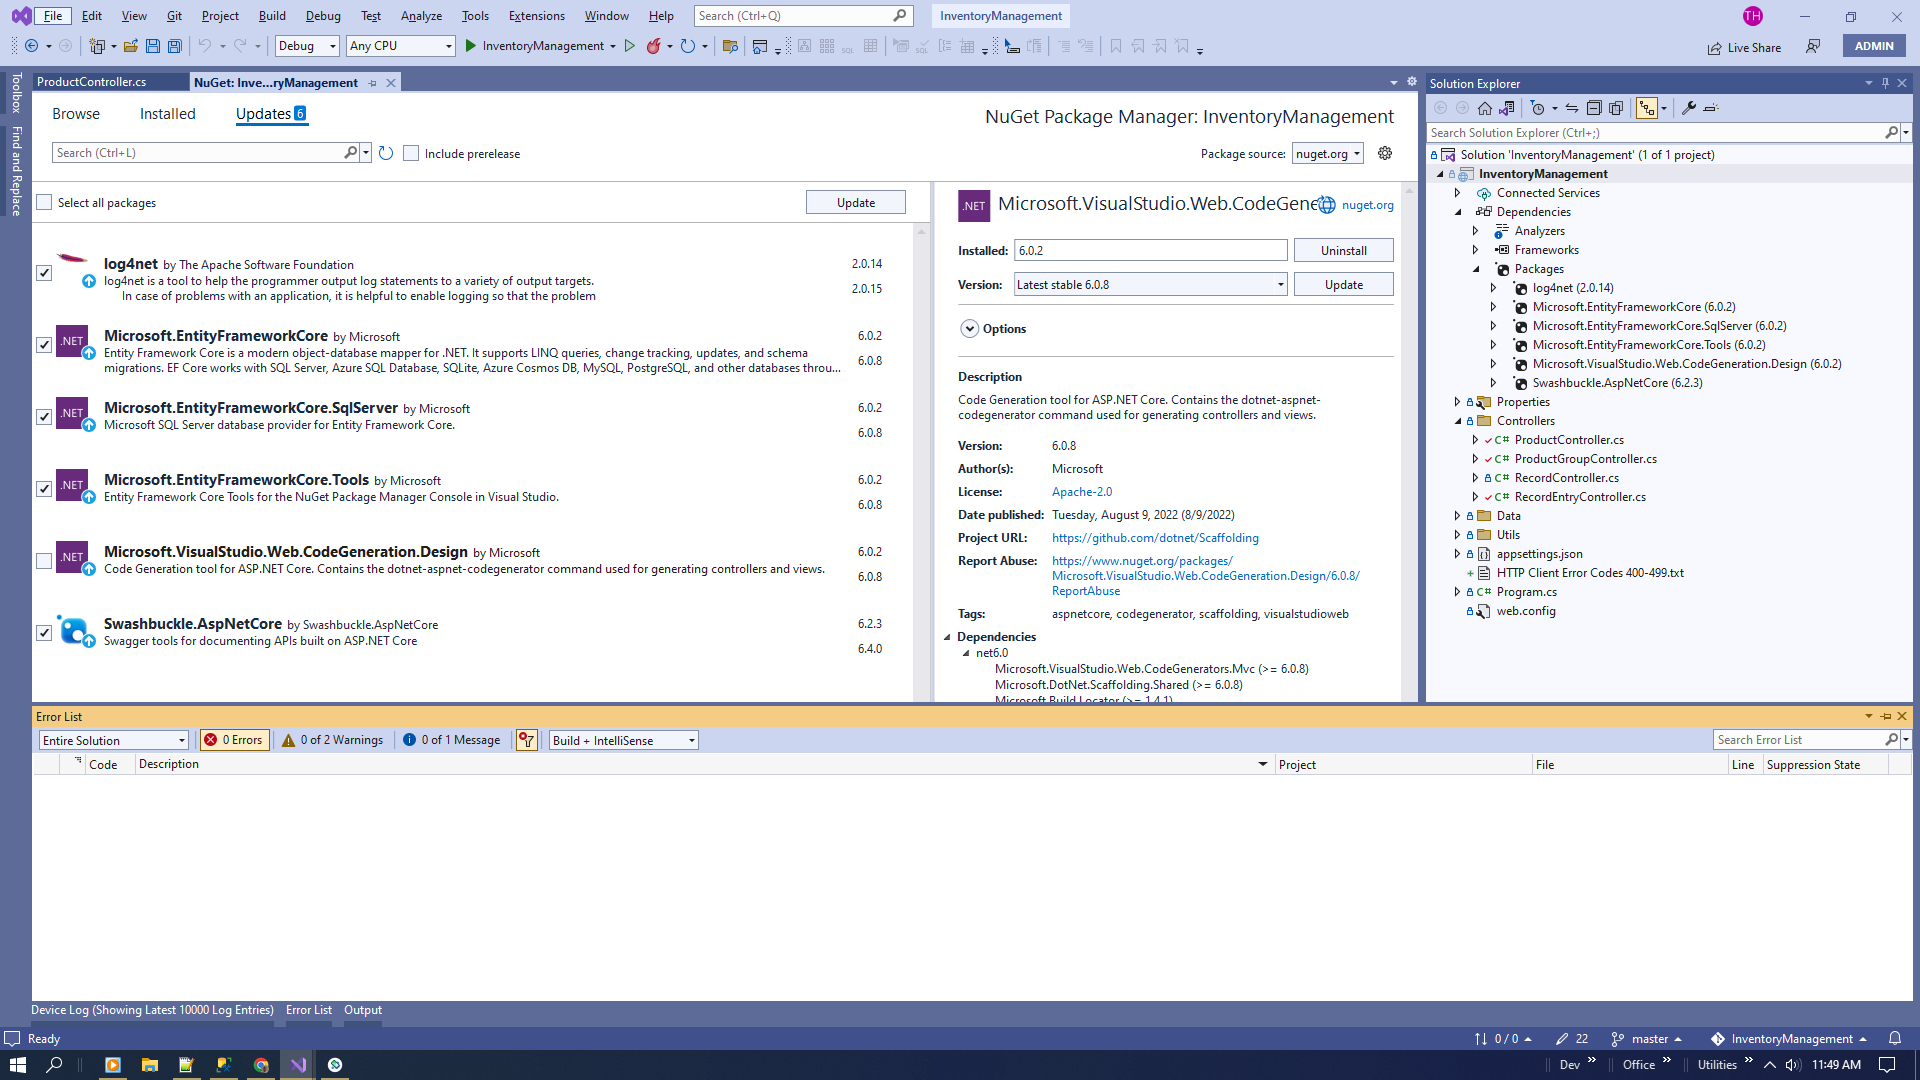 File Edit View Git Project Build Debug Test Analyze Tools Extensions Window Help Search (Ctrl+Q) InventoryManagement TH
Debug Any CPU InventoryManagement Live Share ADMIN
Toolbox
Find and Replace
ProductController.cs NuGet: Inve...ryManagement
Browse Installed Updates 6
NuGet Package Manager: InventoryManagement
Search (Ctrl+L) Include prerelease
Package source: nuget.org
Select all packages Update
log4net by The Apache Software Foundation 2.0.14
log4net is a tool to help the programmer output log statements to a variety of output targets. 2.0.15
In case of problems with an application, it is helpful to enable logging so that the problem
.NET Microsoft.EntityFrameworkCore by Microsoft 6.0.2
Entity Framework Core is a modern object-database mapper for .NET. It supports LINQ queries, change tracking, updates, and schema 6.0.8
migrations. EF Core works with SQL Server, Azure SQL Database, SQLite, Azure Cosmos DB, MySQL, PostgreSQL, and other databases throu...
.NET Microsoft.EntityFrameworkCore.SqlServer by Microsoft 6.0.2
Microsoft SQL Server database provider for Entity Framework Core. 6.0.8
.NET Microsoft.EntityFrameworkCore.Tools by Microsoft 6.0.2
Entity Framework Core Tools for the NuGet Package Manager Console in Visual Studio. 6.0.8
.NET Microsoft.VisualStudio.Web.CodeGeneration.Design by Microsoft 6.0.2
Code Generation tool for ASP.NET Core. Contains the dotnet-aspnet-codegenerator command used for generating controllers and views. 6.0.8
Swashbuckle.AspNetCore by Swashbuckle.AspNetCore 6.2.3
Swagger tools for documenting APIs built on ASP.NET Core 6.4.0
.NET Microsoft.VisualStudio.Web.CodeGene nuget.org
Installed: 6.0.2 Uninstall
Version: Latest stable 6.0.8 Update
Options
Description
Code Generation tool for ASP.NET Core. Contains the dotnet-aspnet-
codegenerator command used for generating controllers and views.
Version: 6.0.8
Author(s): Microsoft
License: Apache-2.0
Date published: Tuesday, August 9, 2022 (8/9/2022)
Project URL: https://github.com/dotnet/Scaffolding
Report Abuse: https://www.nuget.org/packages/
Microsoft.VisualStudio.Web.CodeGeneration.Design/6.0.8/
ReportAbuse
Tags: aspnetcore, codegenerator, scaffolding, visualstudioweb
Dependencies
net6.0
Microsoft.VisualStudio.Web.CodeGenerators.Mvc (>= 6.0.8)
Microsoft.DotNet.Scaffolding.Shared (>= 6.0.8)
Microsoft.Build.Locator (>= 1.4.1)
Solution Explorer
Search Solution Explorer (Ctrl+;)
Solution 'InventoryManagement' (1 of 1 project)
InventoryManagement
Connected Services
Dependencies
Analyzers
Frameworks
Packages
log4net (2.0.14)
Microsoft.EntityFrameworkCore (6.0.2)
Microsoft.EntityFrameworkCore.SqlServer (6.0.2)
Microsoft.EntityFrameworkCore.Tools (6.0.2)
Microsoft.VisualStudio.Web.CodeGeneration.Design (6.0.2)
Swashbuckle.AspNetCore (6.2.3)
Properties
Controllers
C# ProductController.cs
C# ProductGroupController.cs
C# RecordController.cs
C# RecordEntryController.cs
Data
Utils
appsettings.json
HTTP Client Error Codes 400-499.txt
C# Program.cs
web.config
Error List
Entire Solution 0 Errors 0 of 2 Warnings 0 of 1 Message Build + IntelliSense Search Error List
Code Description Project File Line Suppression State
Device Log (Showing Latest 10000 Log Entries) Error List Output
Ready 0 / 0 22 master InventoryManagement
Dev Office Utilities 11:49 AM